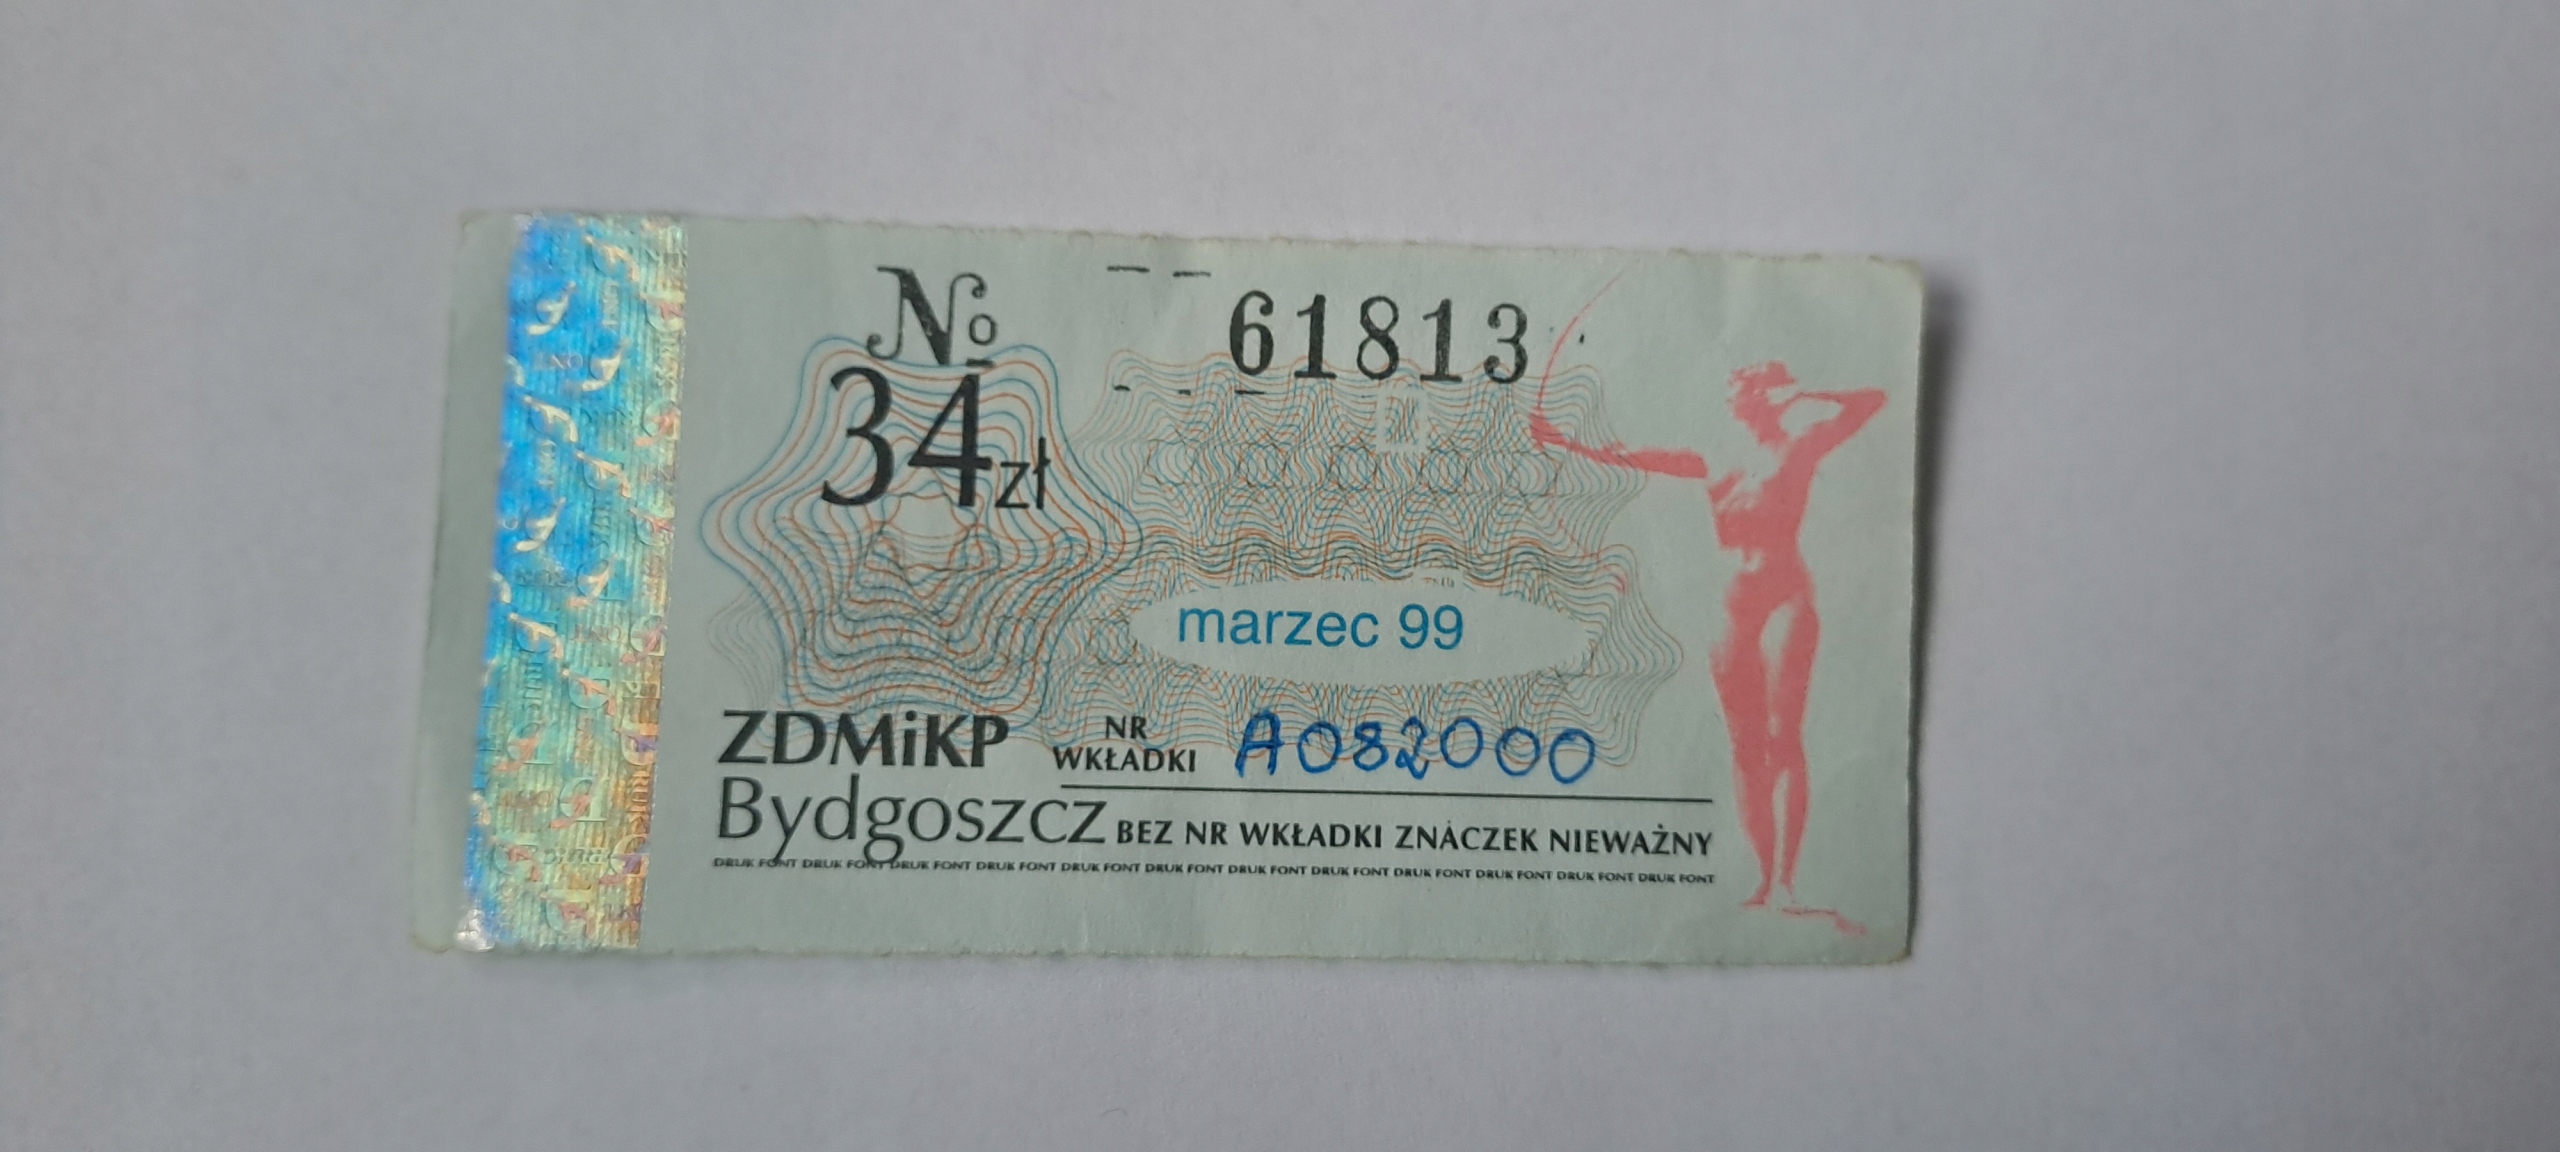 № 61813
34 zł
marzec 99
ZDMiKP NR WKŁADKI A082000
Bydgoszcz BEZ NR WKŁADKI ZNACZEK NIEWAŻNY
DRUK FONT DRUK FONT DRUK FONT DRUK FONT DRUK FONT DRUK FONT DRUK FONT DRUK FONT DRUK FONT DRUK FONT DRUK FONT DRUK FONT